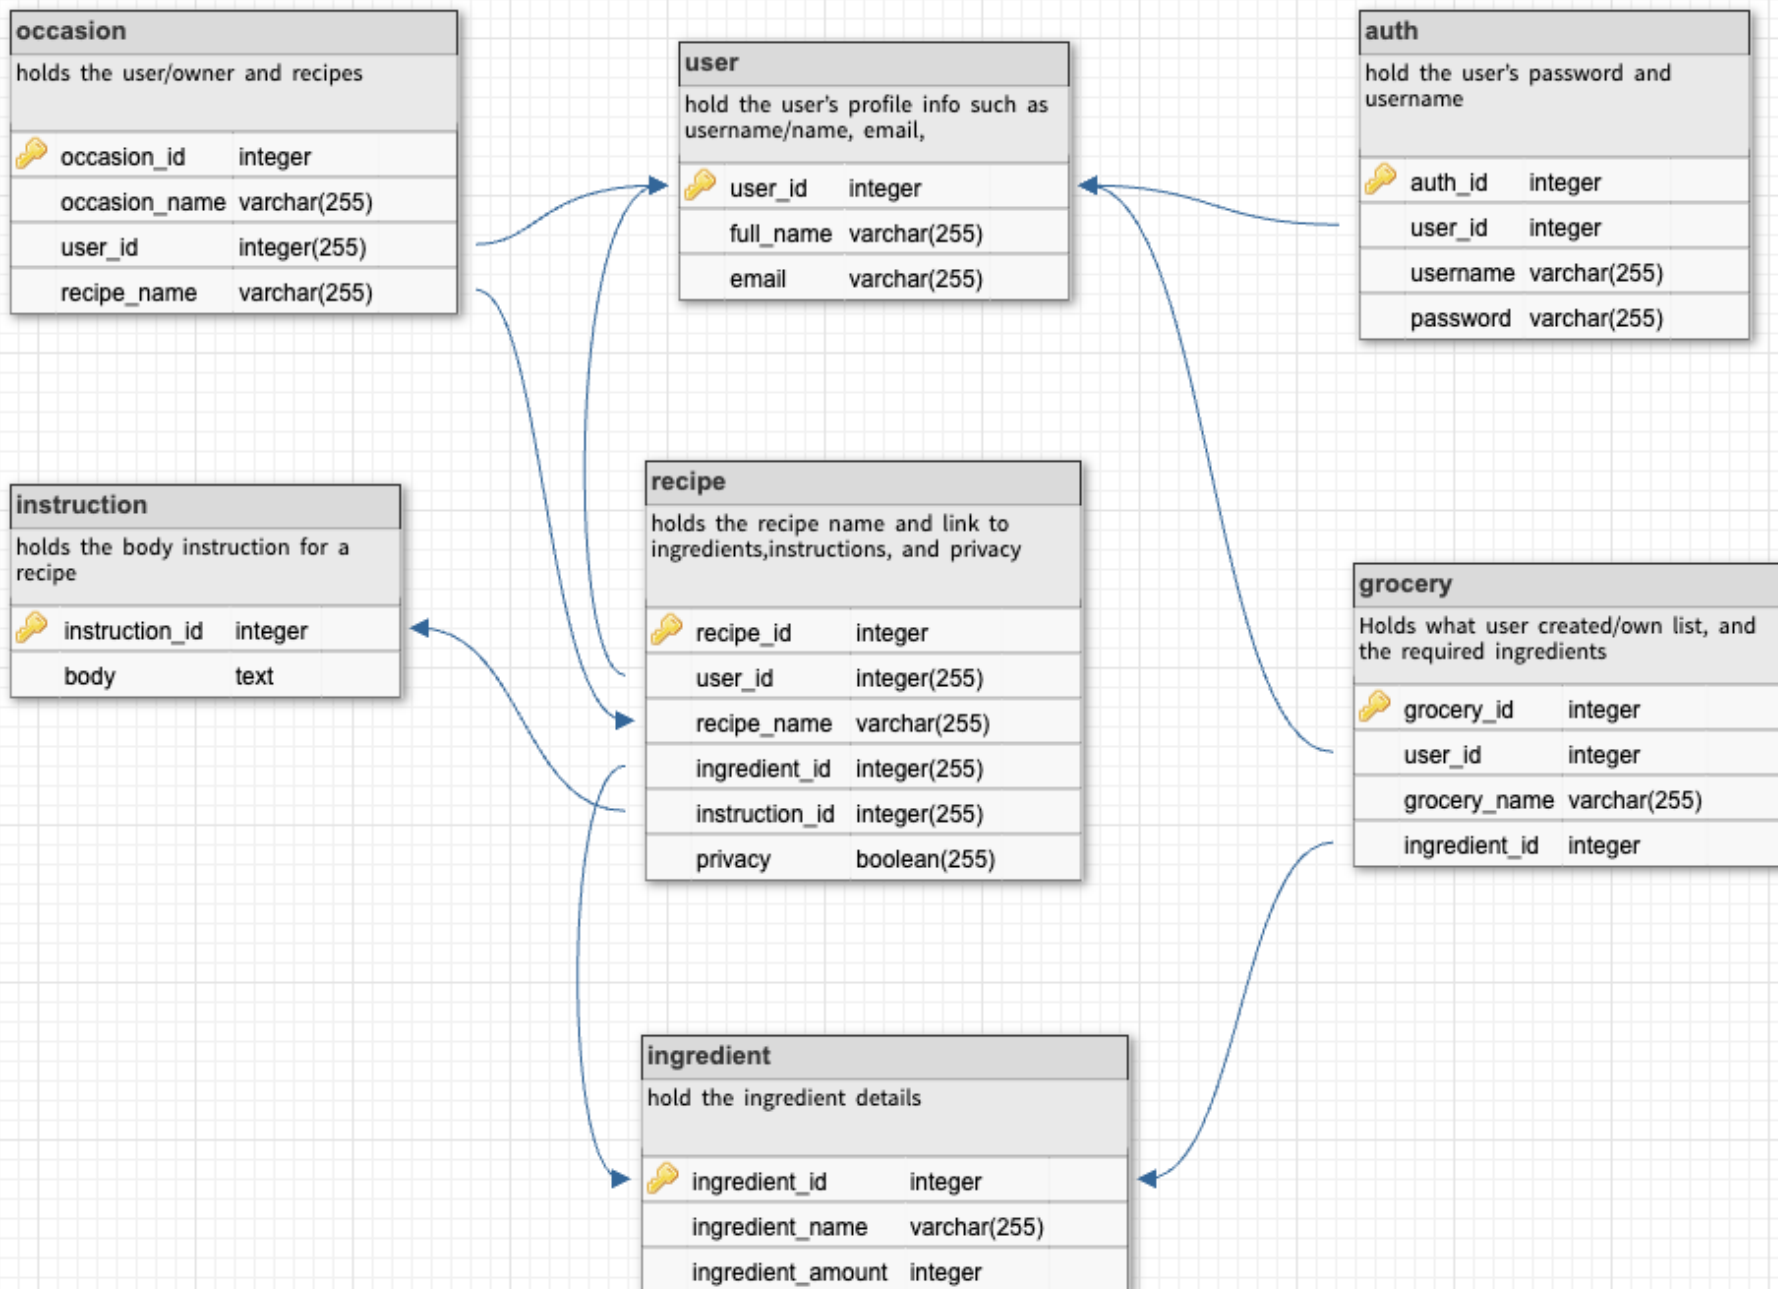 occasion
holds the user/owner and recipes
occasion_id integer
occasion_name varchar(255)
user_id integer(255)
recipe_name varchar(255)
user
hold the user's profile info such as
username/name, email,
user_id integer
full_name varchar(255)
email varchar(255)
auth
hold the user's password and
username
auth_id integer
user_id integer
username varchar(255)
password varchar(255)
instruction
holds the body instruction for a
recipe
instruction_id integer
body text
recipe
holds the recipe name and link to
ingredients,instructions, and privacy
recipe_id integer
user_id integer(255)
recipe_name varchar(255)
ingredient_id integer(255)
instruction_id integer(255)
privacy boolean(255)
grocery
Holds what user created/own list, and
the required ingredients
grocery_id integer
user_id integer
grocery_name varchar(255)
ingredient_id integer
ingredient
hold the ingredient details
ingredient_id integer
ingredient_name varchar(255)
ingredient_amount integer